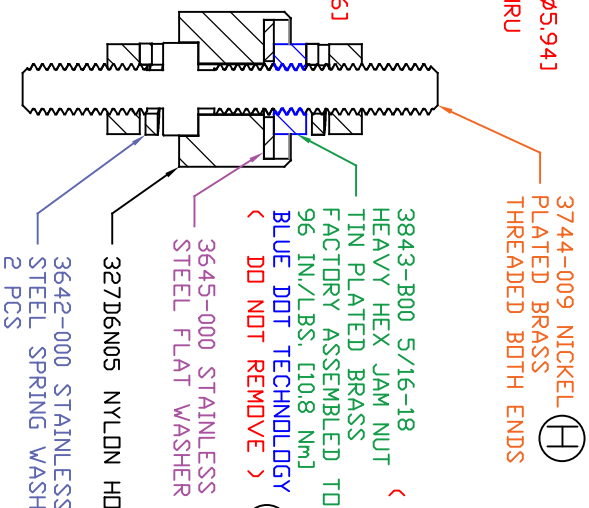 ø5.94]
HRU
6]
3744-009 NICKEL
PLATED BRASS
THREADED BOTH ENDS
H
3843-B00 5/16-18
HEAVY HEX JAM NUT (
TIN PLATED BRASS
FACTORY ASSEMBLED TO
96 IN./LBS. [10.8 Nm]
BLUE DOT TECHNOLOGY
( DO NOT REMOVE )
3645-000 STAINLESS
STEEL FLAT WASHER
327D6N05 NYLON HO
3642-000 STAINLESS
STEEL SPRING WASH
2 PCS